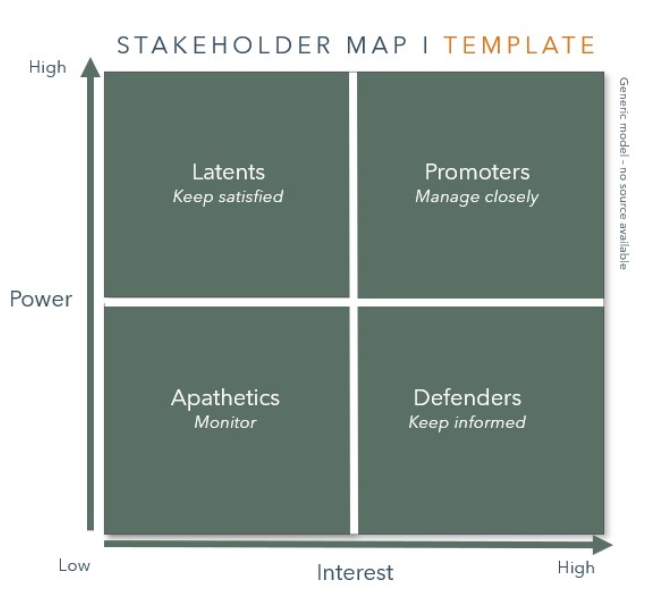 STAKEHOLDER MAP | TEMPLATE
High
Generic model - no source available
Latents
Keep satisfied
Promoters
Manage closely
Power
Apathetics
Monitor
Defenders
Keep informed
Low
Interest
High